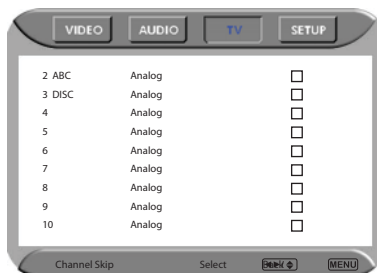 VIDEO AUDIO TV SETUP
2 ABC Analog
3 DISC Analog
4 Analog
5 Analog
6 Analog
7 Analog
8 Analog
9 Analog
10 Analog
Channel Skip Select MENU